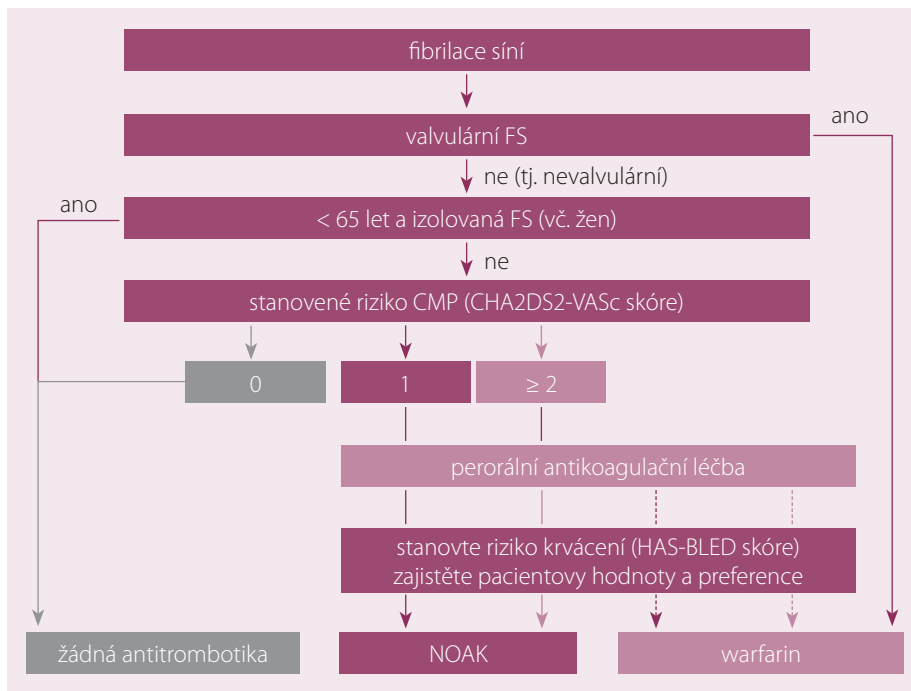 fibrilace síní
valvulární FS
ano
ne (tj. nevalvulární)
ano
< 65 let a izolovaná FS (vč. žen)
ne
stanovené riziko CMP (CHA2DS2-VASc skóre)
0
1
≥ 2
perorální antikoagulační léčba
stanovte riziko krvácení (HAS-BLED skóre)
zajistěte pacientovy hodnoty a preference
žádná antitrombotika
NOAK
warfarin